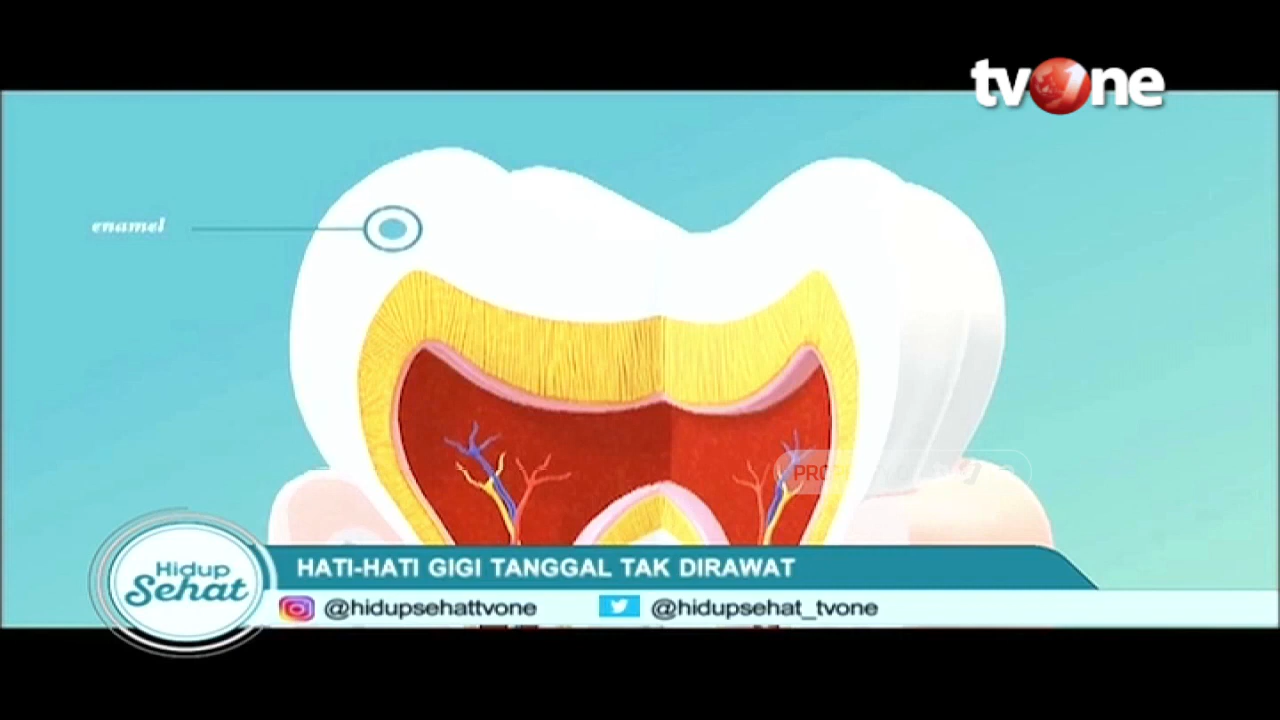 tvOne
enamel
HATI-HATI GIGI TANGGAL TAK DIRAWAT
Hidup
Sehat
@hidupsehattvone @hidupsehat_tvone